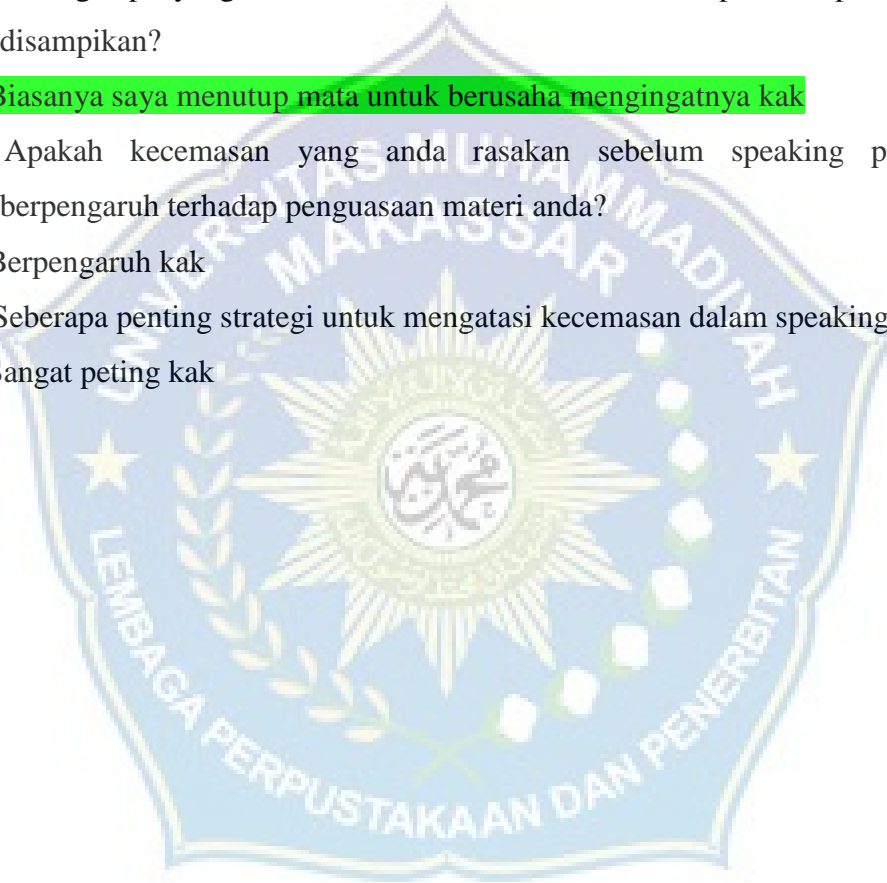 disampikan?
Biasanya saya menutup mata untuk berusaha mengingatnya kak
Apakah kecemasan yang anda rasakan sebelum speaking p
berpengaruh terhadap penguasaan materi anda?
Berpengaruh kak
Seberapa penting strategi untuk mengatasi kecemasan dalam speaking
Sangat peting kak
UNIVERSITAS MUHAMMADIYAH
MAKASSAR
LEMBAGA PERPUSTAKAAN DAN PENERBITAN